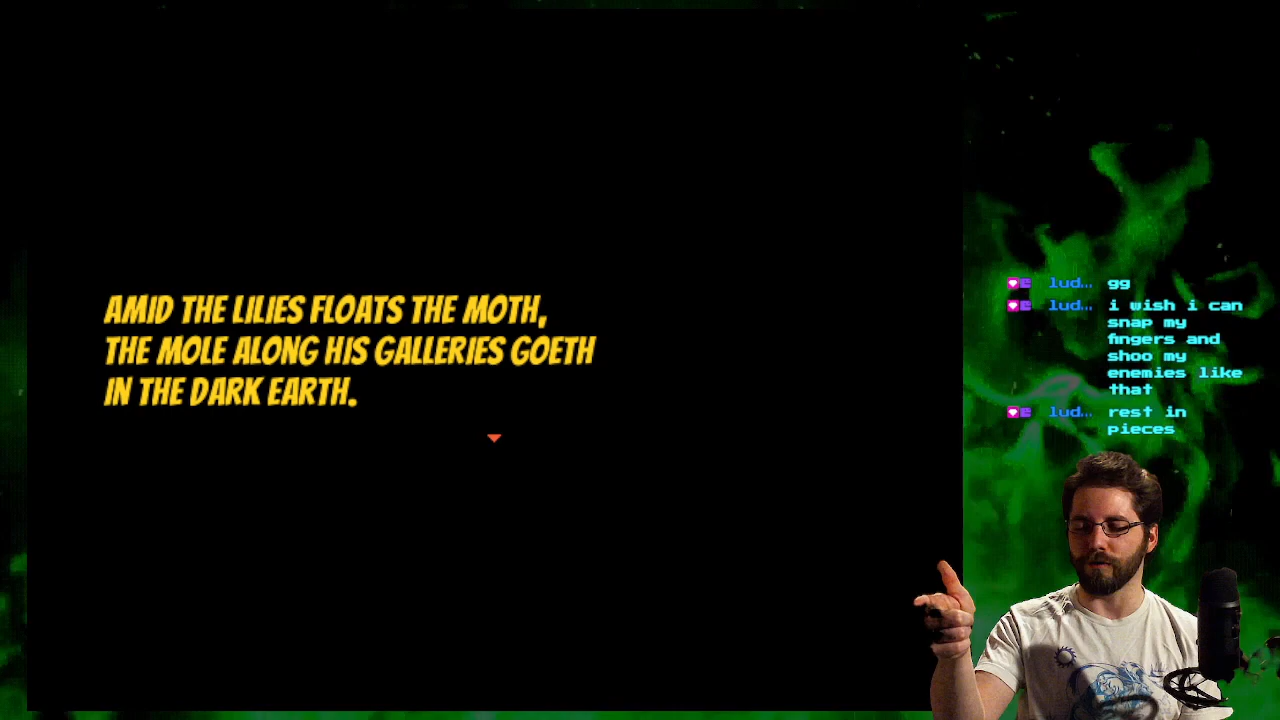 AMID THE LILIES FLOATS THE MOTH,
THE MOLE ALONG HIS GALLERIES GOETH
IN THE DARK EARTH.
lud... gg
lud... i wish i can
snap my
fingers and
shoo my
enemies like
that
lud... rest in
pieces